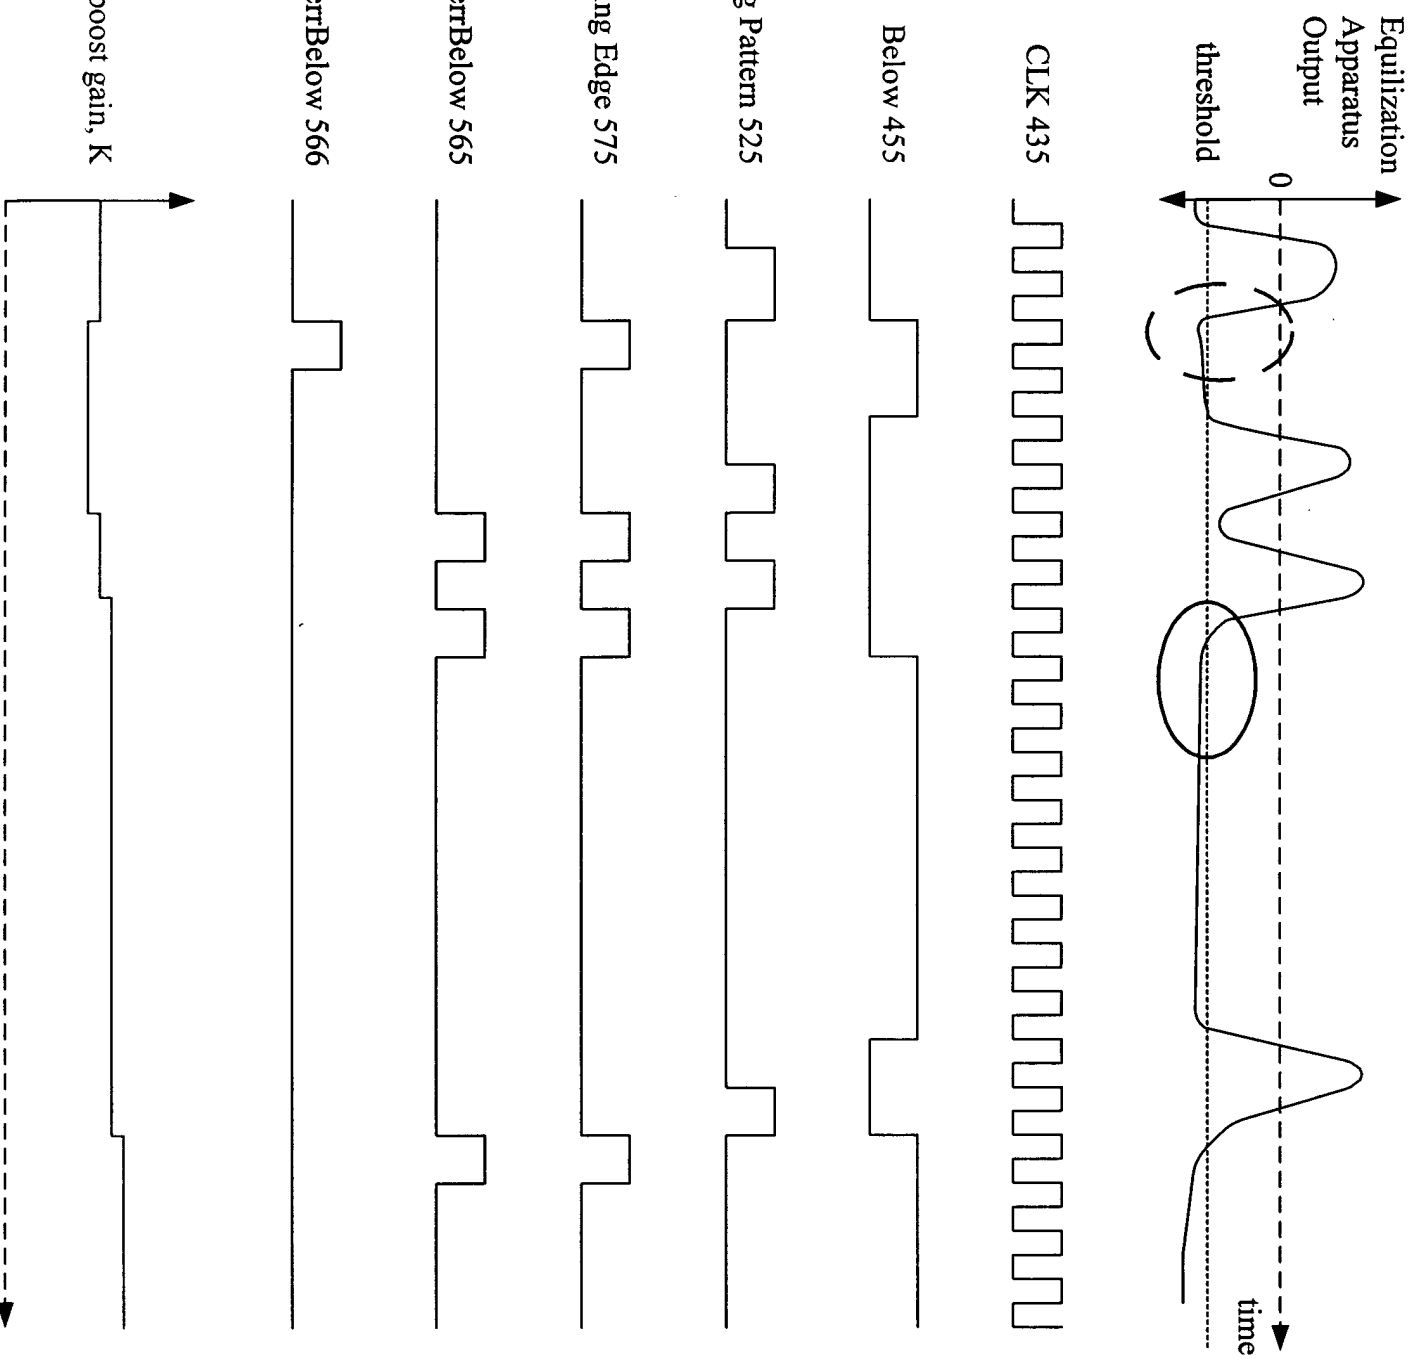 Equilization
Apparatus
Output
0
threshold
time
CLK 435
Below 455
g Pattern 525
ng Edge 575
errBelow 565
errBelow 566
boost gain, K